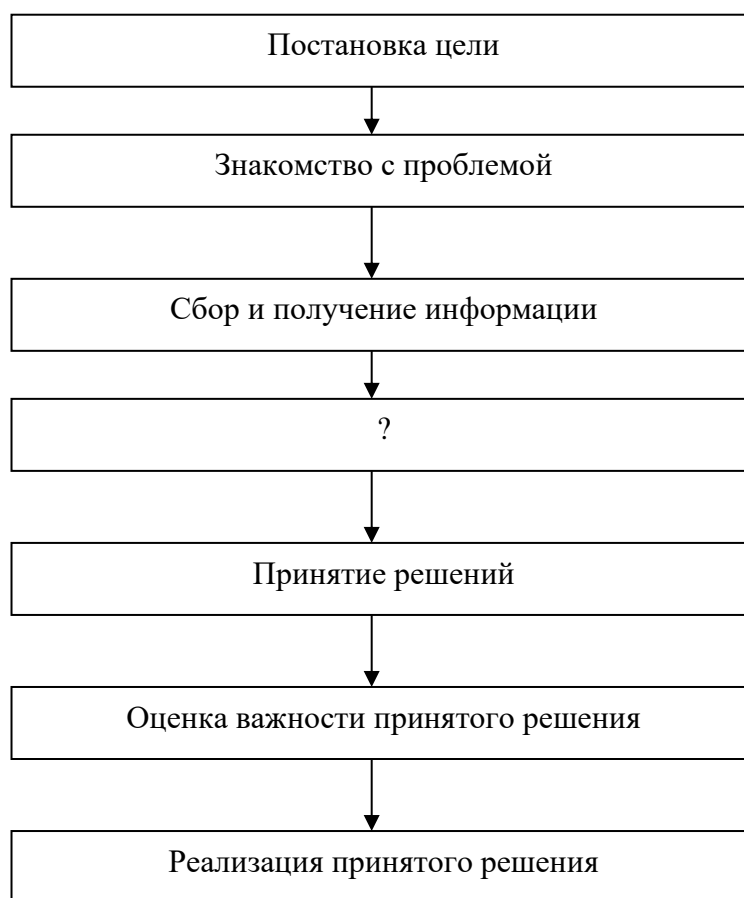 Постановка цели
Знакомство с проблемой
Сбор и получение информации
?
Принятие решений
Оценка важности принятого решения
Реализация принятого решения